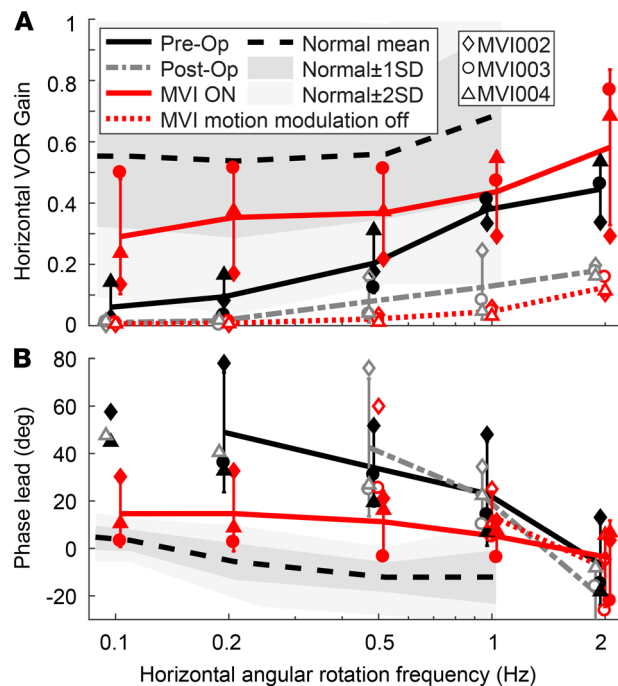 A
Horizontal VOR Gain
1
0.8
0.6
0.4
0.2
0
Pre-Op
Post-Op
MVI ON
MVI motion modulation off
Normal mean
Normal±1SD
Normal±2SD
MVI002
MVI003
MVI004
B
Phase lead (deg)
80
60
40
20
0
-20
0.1 0.2 0.5 1 2
Horizontal angular rotation frequency (Hz)